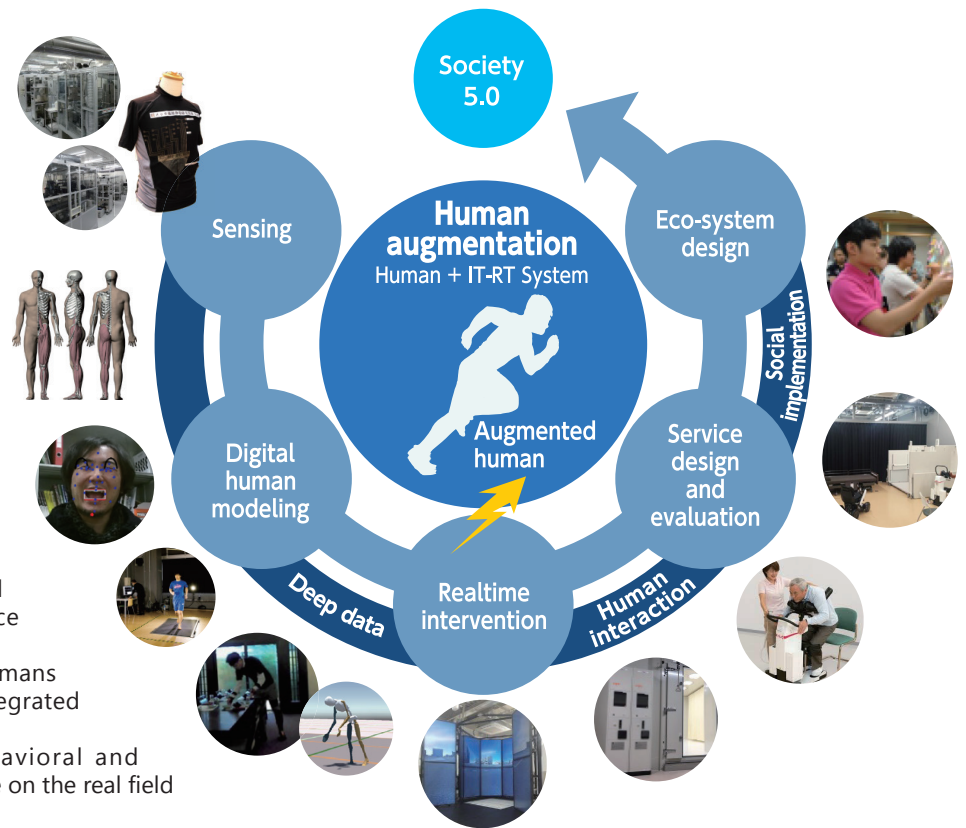 Society
5.0
Human
augmentation
Human + IT-RT System
Augmented
human
Sensing
Digital
human
modeling
Realtime
intervention
Service
design
and
evaluation
Eco-system
design
Deep data
Human
interaction
Social
implementation
mans
egrated
avioral and
on the real field